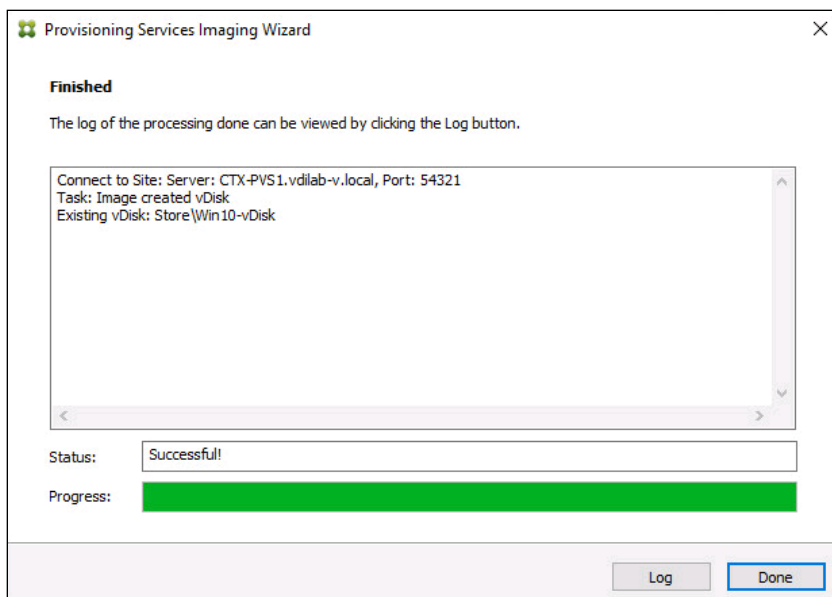 Provisioning Services Imaging Wizard
Finished
The log of the processing done can be viewed by clicking the Log button.
Connect to Site: Server: CTX-PVS1.vdilab-v.local, Port: 54321
Task: Image created vDisk
Existing vDisk: Store\Win10-vDisk
Status: Successful!
Progress:
Log Done